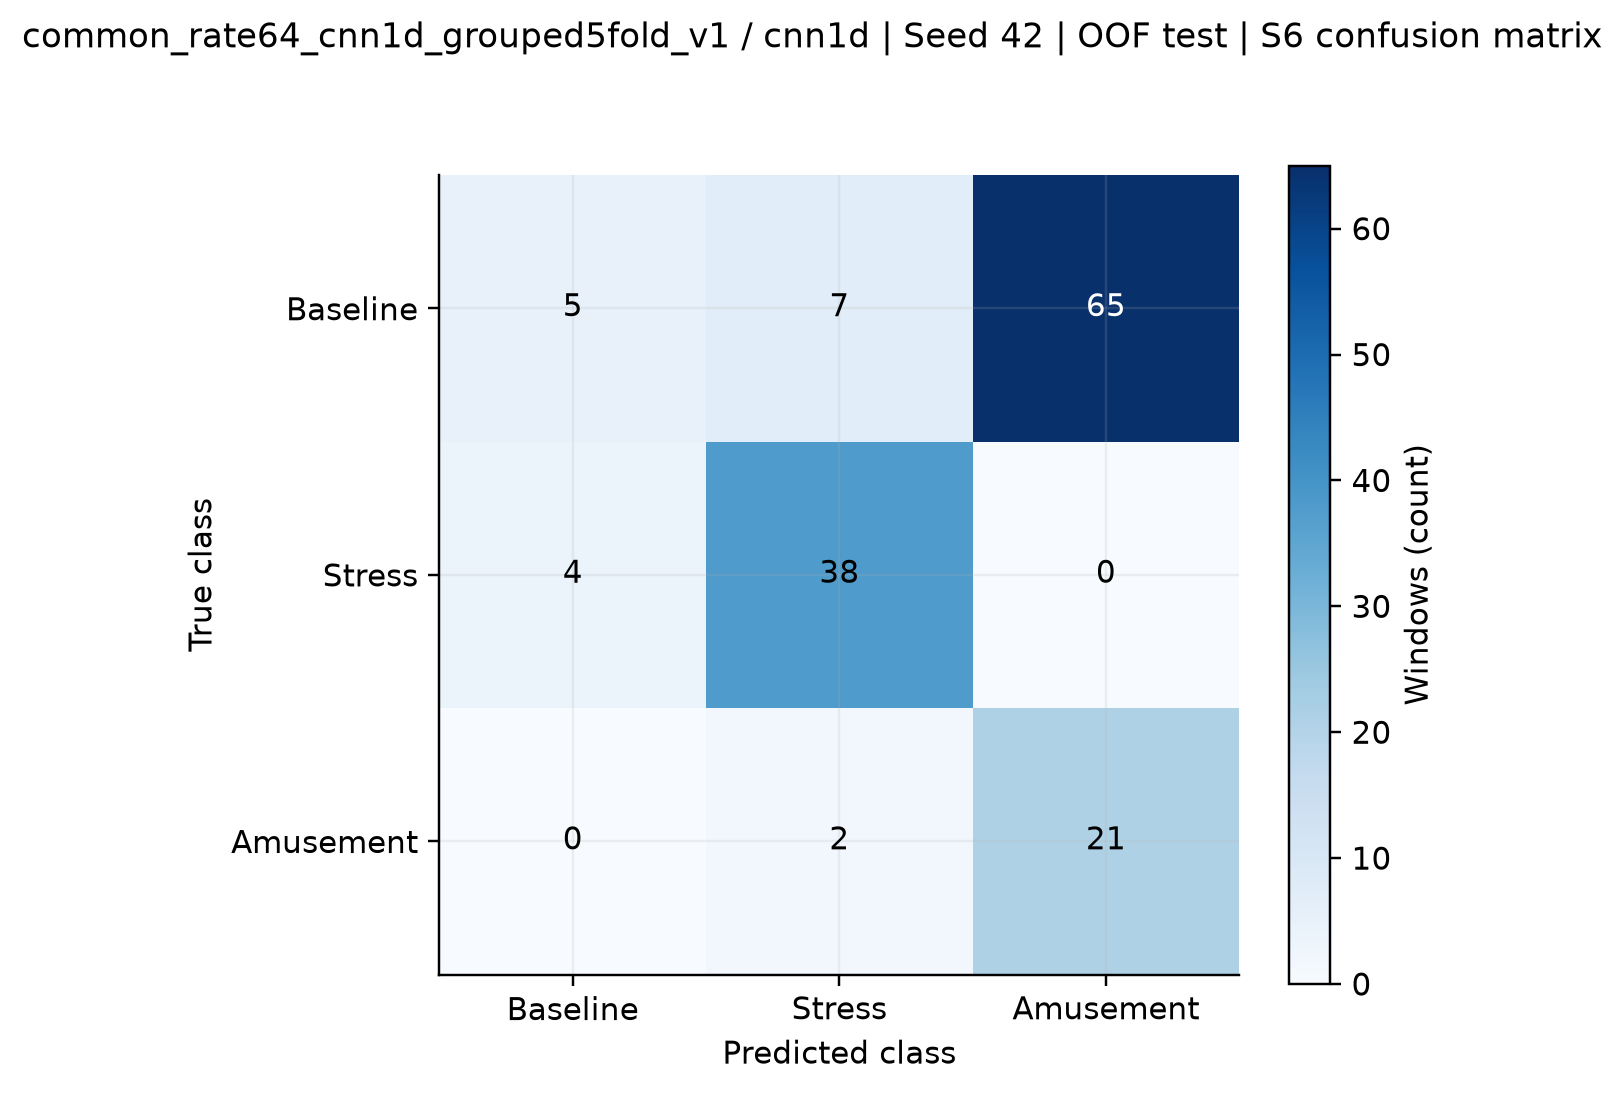 common_rate64_cnn1d_grouped5fold_v1 / cnn1d | Seed 42 | OOF test | S6 confusion matrix
Baseline 5 7 65
Stress 4 38 0
Amusement 0 2 21
Baseline Stress Amusement
Predicted class
True class
60
50
40
30
20
10
0
Windows (count)